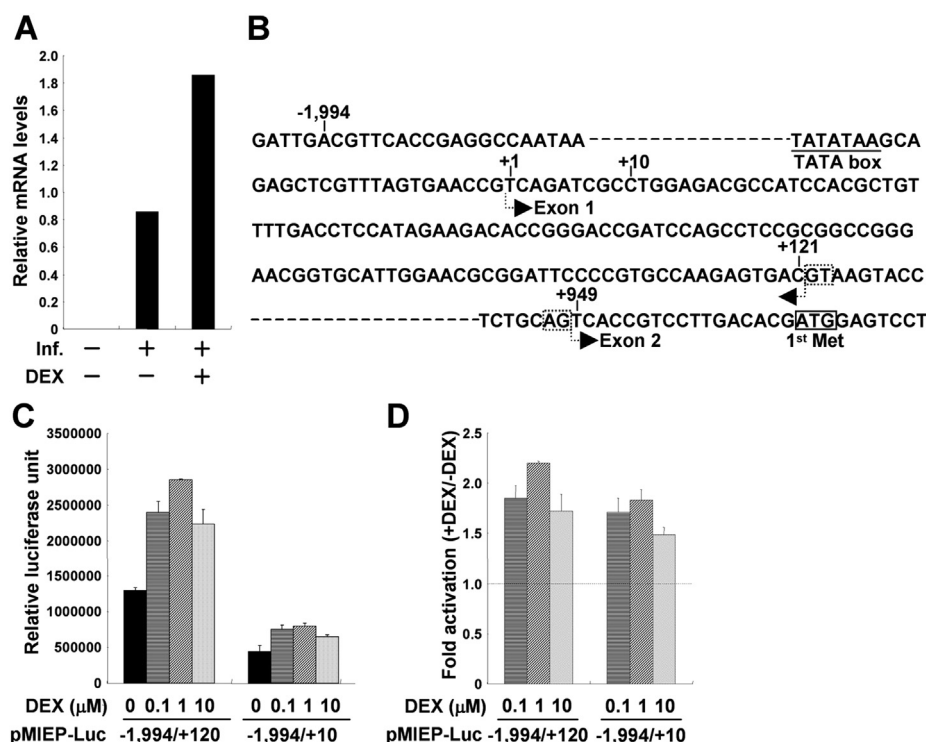 A
Relative mRNA levels
2.0
1.8
1.6
1.4
1.2
1.0
0.8
0.6
0.4
0.2
0
Inf. – + +
DEX – – +
B
-1,994
GATTGACGTTCACCGAGGCCAATAA TATATAAGCA
TATA box
+1 +10
GAGCTCGTTTAGTGAACCGTCAGATCGCCTGGAGACGCCATCCACGCTGT
Exon 1
TTTGACCTCCATAGAAGACACCGGGACCGATCCAGCCTCCGCGGCCGGG
+121
AACGGTGCATTGGAACGCGGATTCCCCGTGCCAAGAGTGACGTAAGTACC
+949
TCTGCAGTCACCGTCCTTGACACGATGGAGTCCT
Exon 2 1st Met
C
Relative luciferase unit
3500000
3000000
2500000
2000000
1500000
1000000
500000
0
DEX (μM) 0 0.1 1 10 0 0.1 1 10
pMIEP-Luc -1,994/+120 -1,994/+10
D
Fold activation (+DEX/-DEX)
2.5
2.0
1.5
1.0
0.5
0.0
DEX (μM) 0.1 1 10 0.1 1 10
pMIEP-Luc -1,994/+120 -1,994/+10